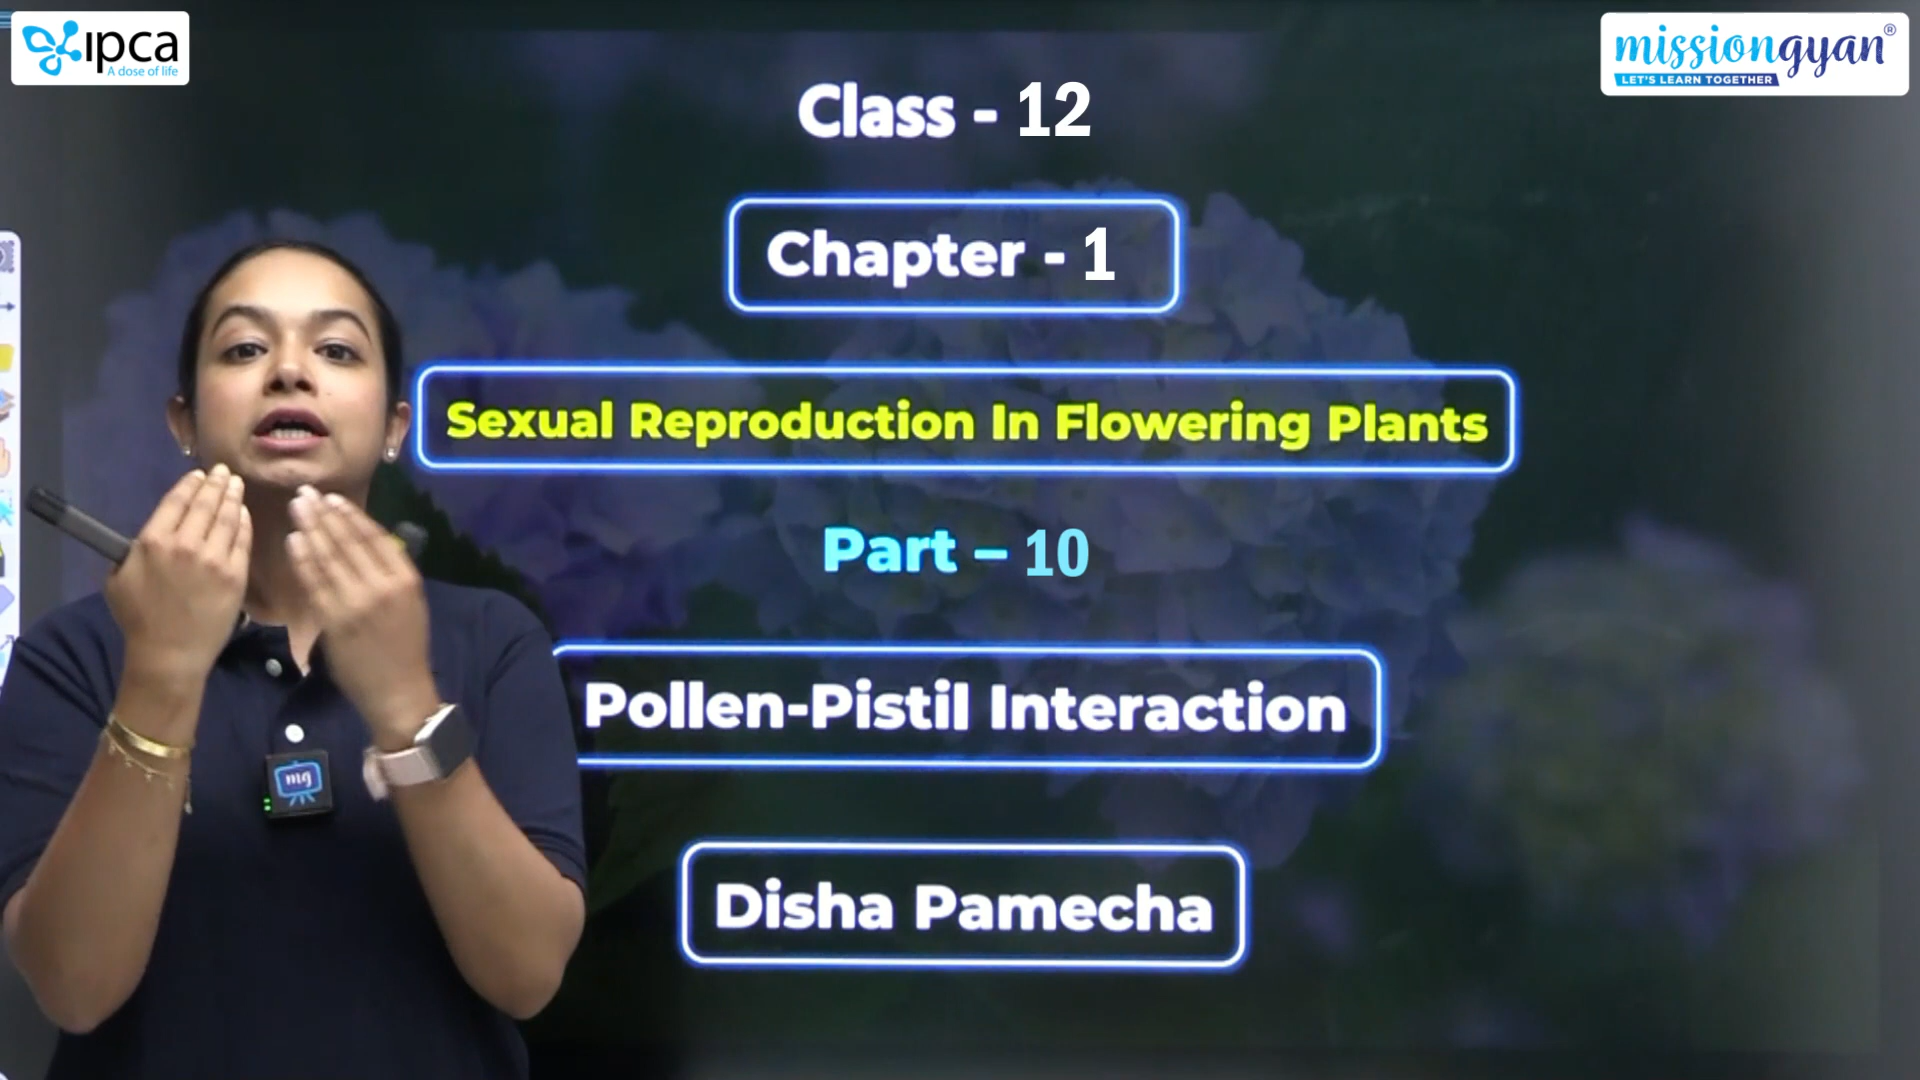 ipca
A dose of life
missiongyan®
LET'S LEARN TOGETHER
Class - 12
Chapter - 1
Sexual Reproduction In Flowering Plants
Part – 10
Pollen-Pistil Interaction
mg
Disha Pamecha